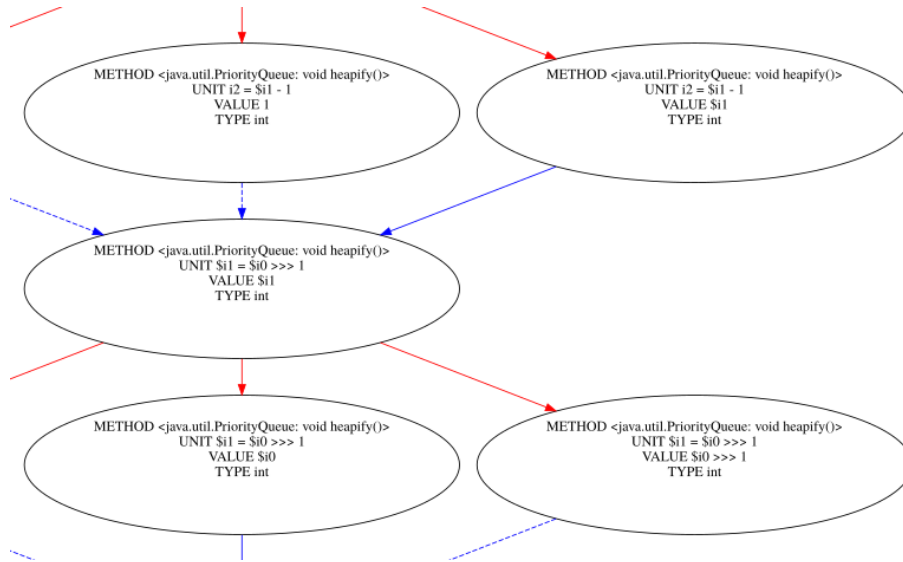 METHOD <java.util.PriorityQueue: void heapify()>
UNIT i2 = $i1 - 1
VALUE 1
TYPE int
METHOD <java.util.PriorityQueue: void heapify()>
UNIT i2 = $i1 - 1
VALUE $i1
TYPE int
METHOD <java.util.PriorityQueue: void heapify()>
UNIT $i1 = $i0 >>> 1
VALUE $i1
TYPE int
METHOD <java.util.PriorityQueue: void heapify()>
UNIT $i1 = $i0 >>> 1
VALUE $i0
TYPE int
METHOD <java.util.PriorityQueue: void heapify()>
UNIT $i1 = $i0 >>> 1
VALUE $i0 >>> 1
TYPE int